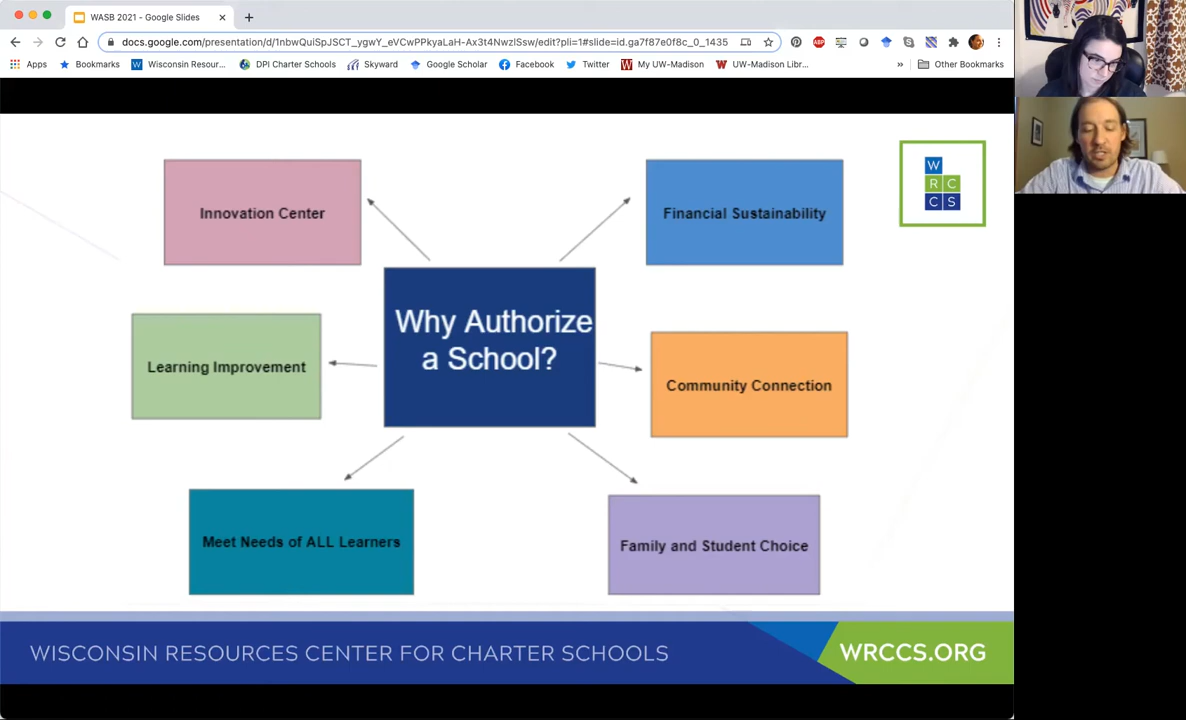 WASB 2021 - Google Slides
docs.google.com/presentation/d/1nbwQuiSpJSCT_ygwY_eVCwPPkyaLaH-Ax3t4NwzlSsw/edit?pli=1#slide=id.ga7f87e0f8c_0_1435
Apps Bookmarks Wisconsin Resour... DPI Charter Schools Skyward Google Scholar Facebook Twitter My UW-Madison UW-Madison Libr... » Other Bookmarks
Innovation Center
Financial Sustainability
W
R C
C S
Why Authorize
a School?
Learning Improvement
Community Connection
Meet Needs of ALL Learners
Family and Student Choice
WISCONSIN RESOURCES CENTER FOR CHARTER SCHOOLS
WRCCS.ORG